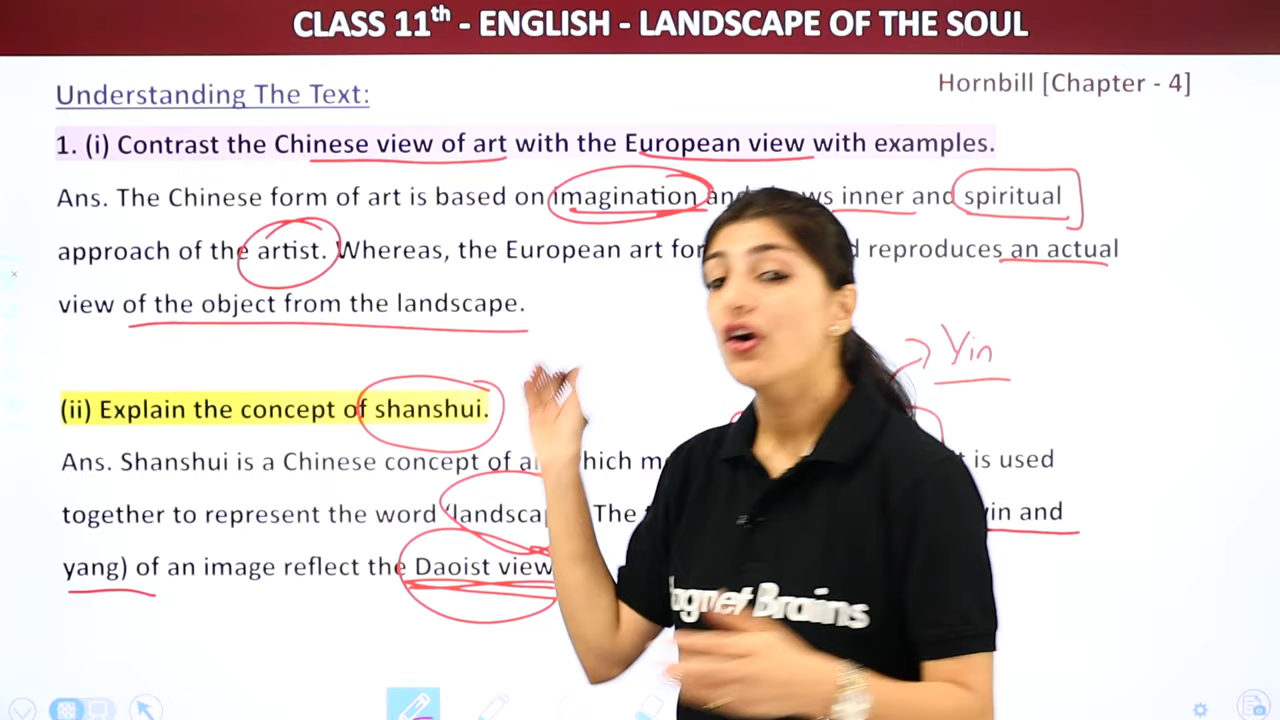 CLASS 11th - ENGLISH - LANDSCAPE OF THE SOUL
Understanding The Text:
Hornbill [Chapter - 4]
1. (i) Contrast the Chinese view of art with the European view with examples.
Ans. The Chinese form of art is based on imagination and inner and spiritual
approach of the artist. Whereas, the European art reproduces an actual
view of the object from the landscape.
Yin
(ii) Explain the concept of shanshui.
Ans. Shanshui is a Chinese concept of is used
together to represent the word The yin and
yang) of an image reflect the Daoist view
Magnet Brains